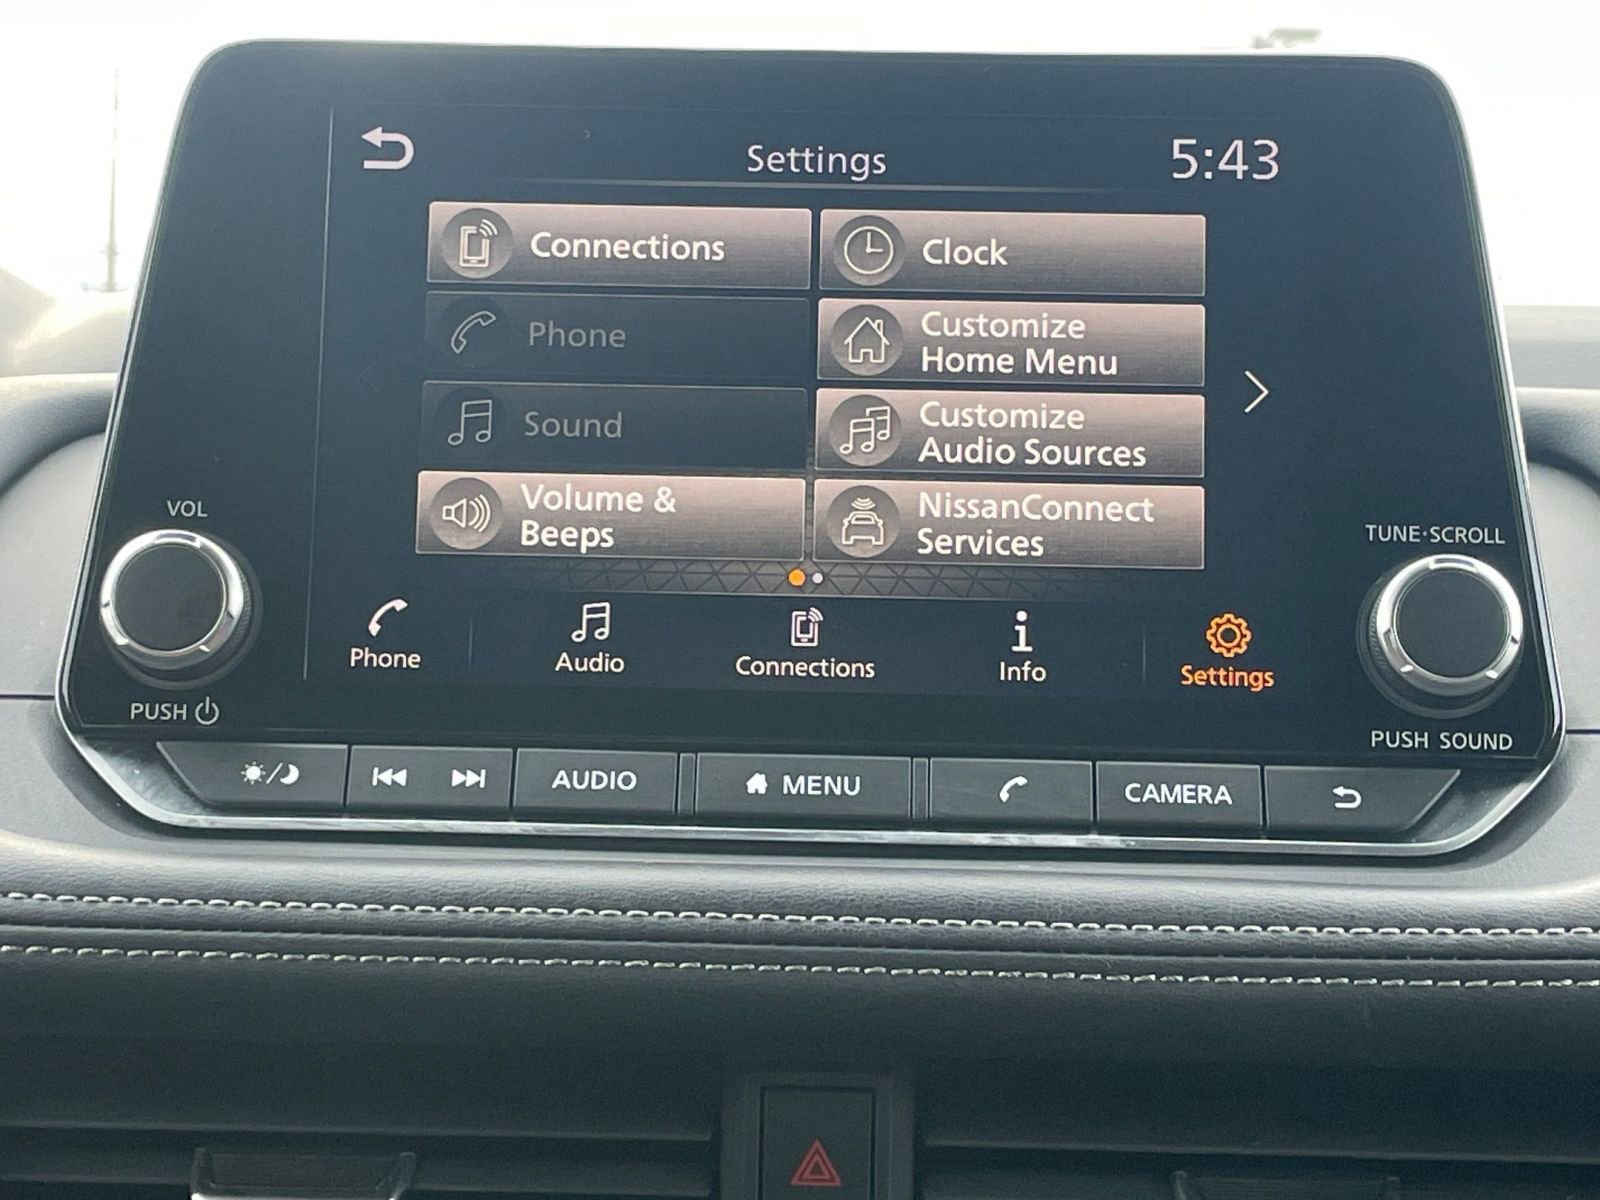 Settings
5:43
Connections
Clock
Phone
Customize
Home Menu
Sound
Customize
Audio Sources
Volume &
Beeps
NissanConnect
Services
Phone
Audio
Connections
Info
Settings
VOL
PUSH
TUNE·SCROLL
PUSH SOUND
AUDIO
MENU
CAMERA